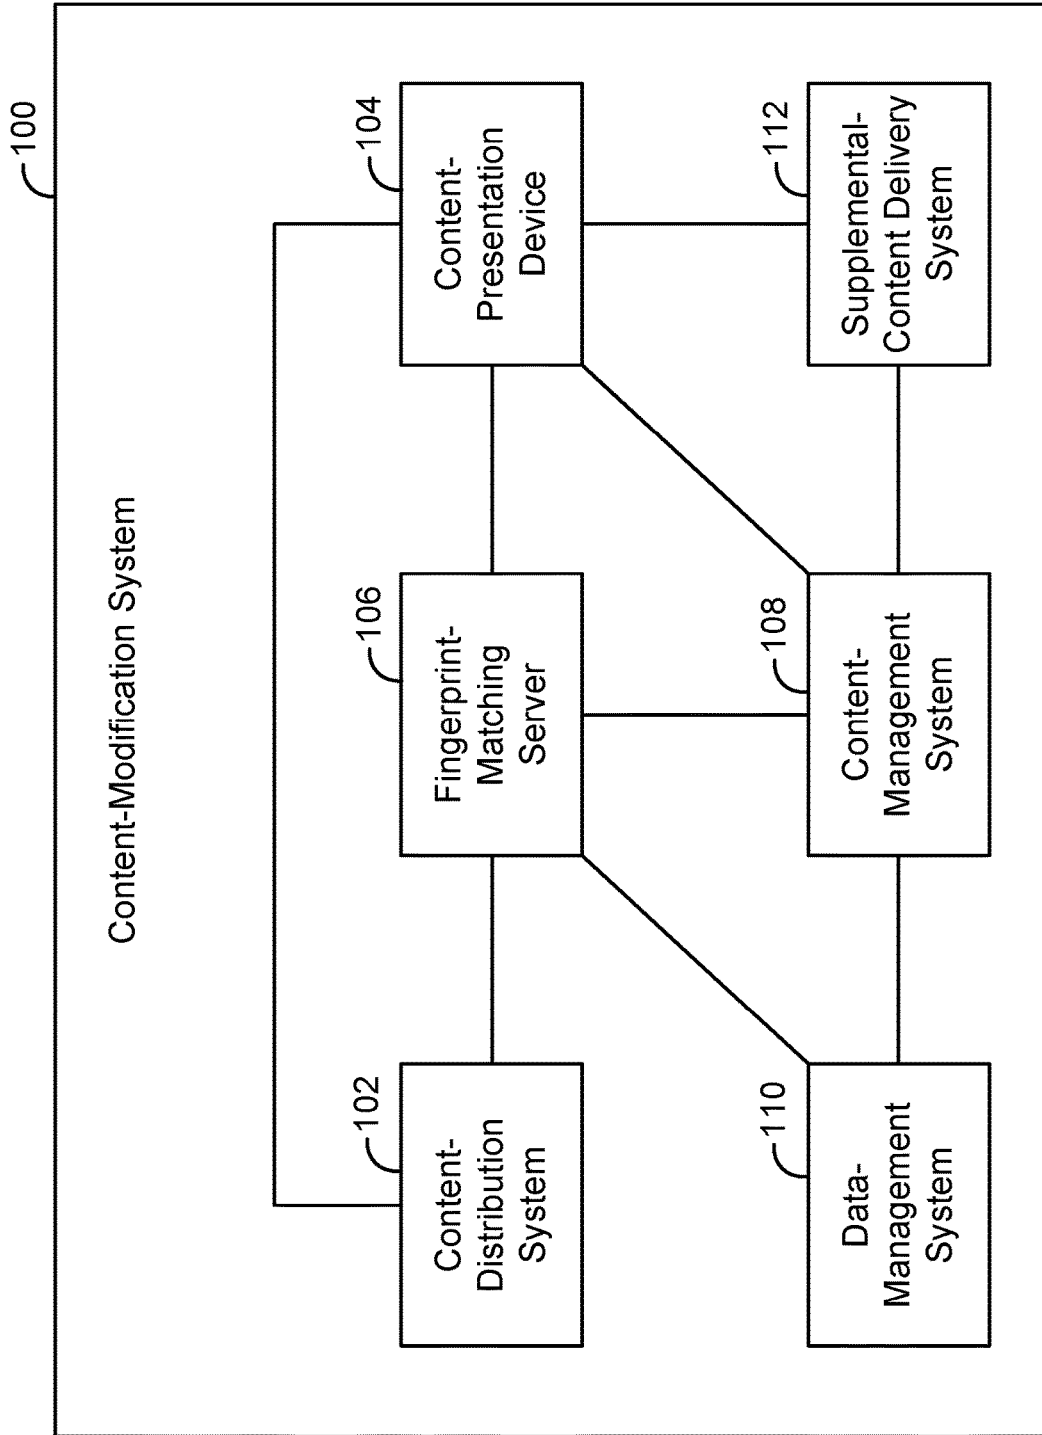 100
Content-Modification System
102
Content-
Distribution
System
106
Fingerprint-
Matching
Server
104
Content-
Presentation
Device
110
Data-
Management
System
108
Content-
Management
System
112
Supplemental-
Content Delivery
System